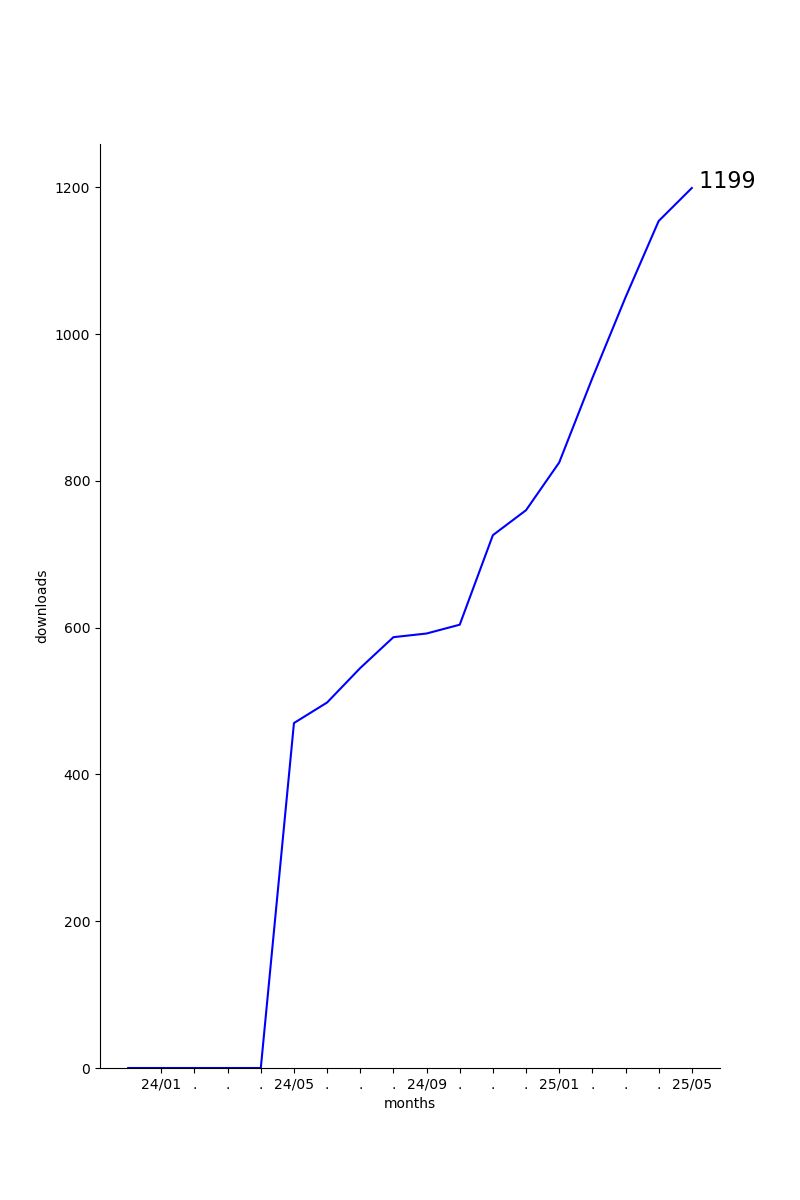 1199
1200
1000
800
600
400
200
0
downloads
24/01 . . . 24/05 . . . 24/09 . . . 25/01 . . . 25/05
months